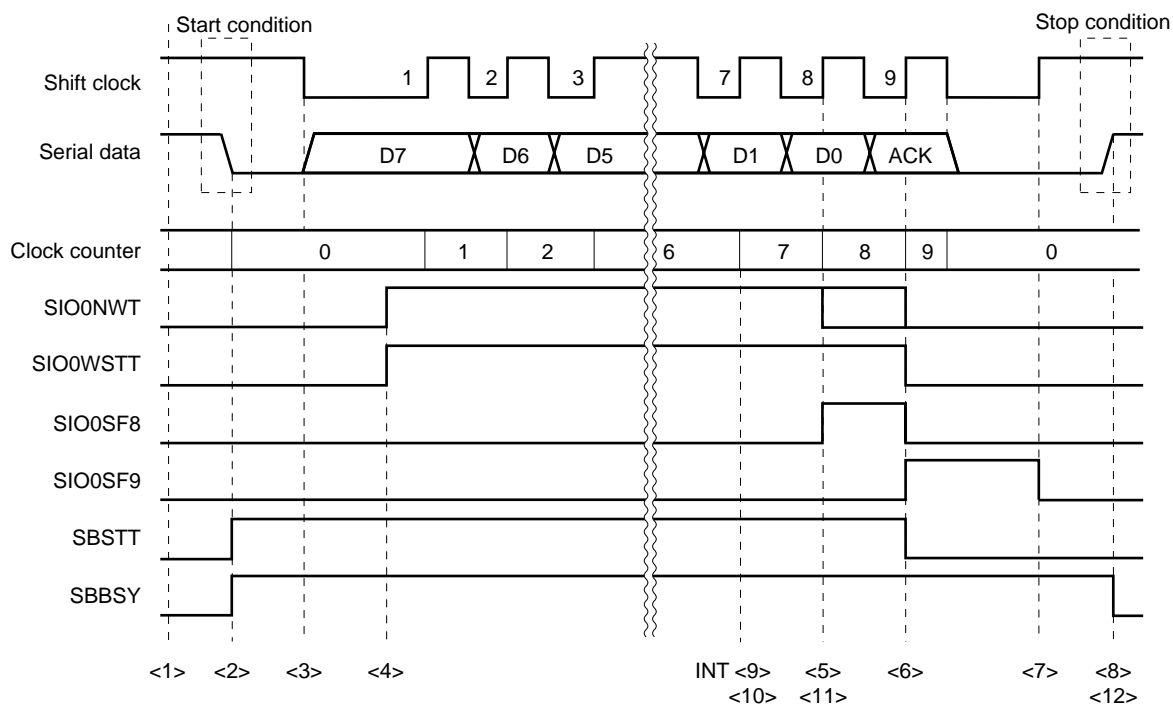 Start condition
Stop condition
Shift clock 1 2 3 7 8 9
Serial data D7 D6 D5 D1 D0 ACK
Clock counter 0 1 2 6 7 8 9 0
SIO0NWT
SIO0WSTT
SIO0SF8
SIO0SF9
SBSTT
SBBSY
<1> <2> <3> <4> INT <9> <5> <6> <7> <8>
<10> <11> <12>